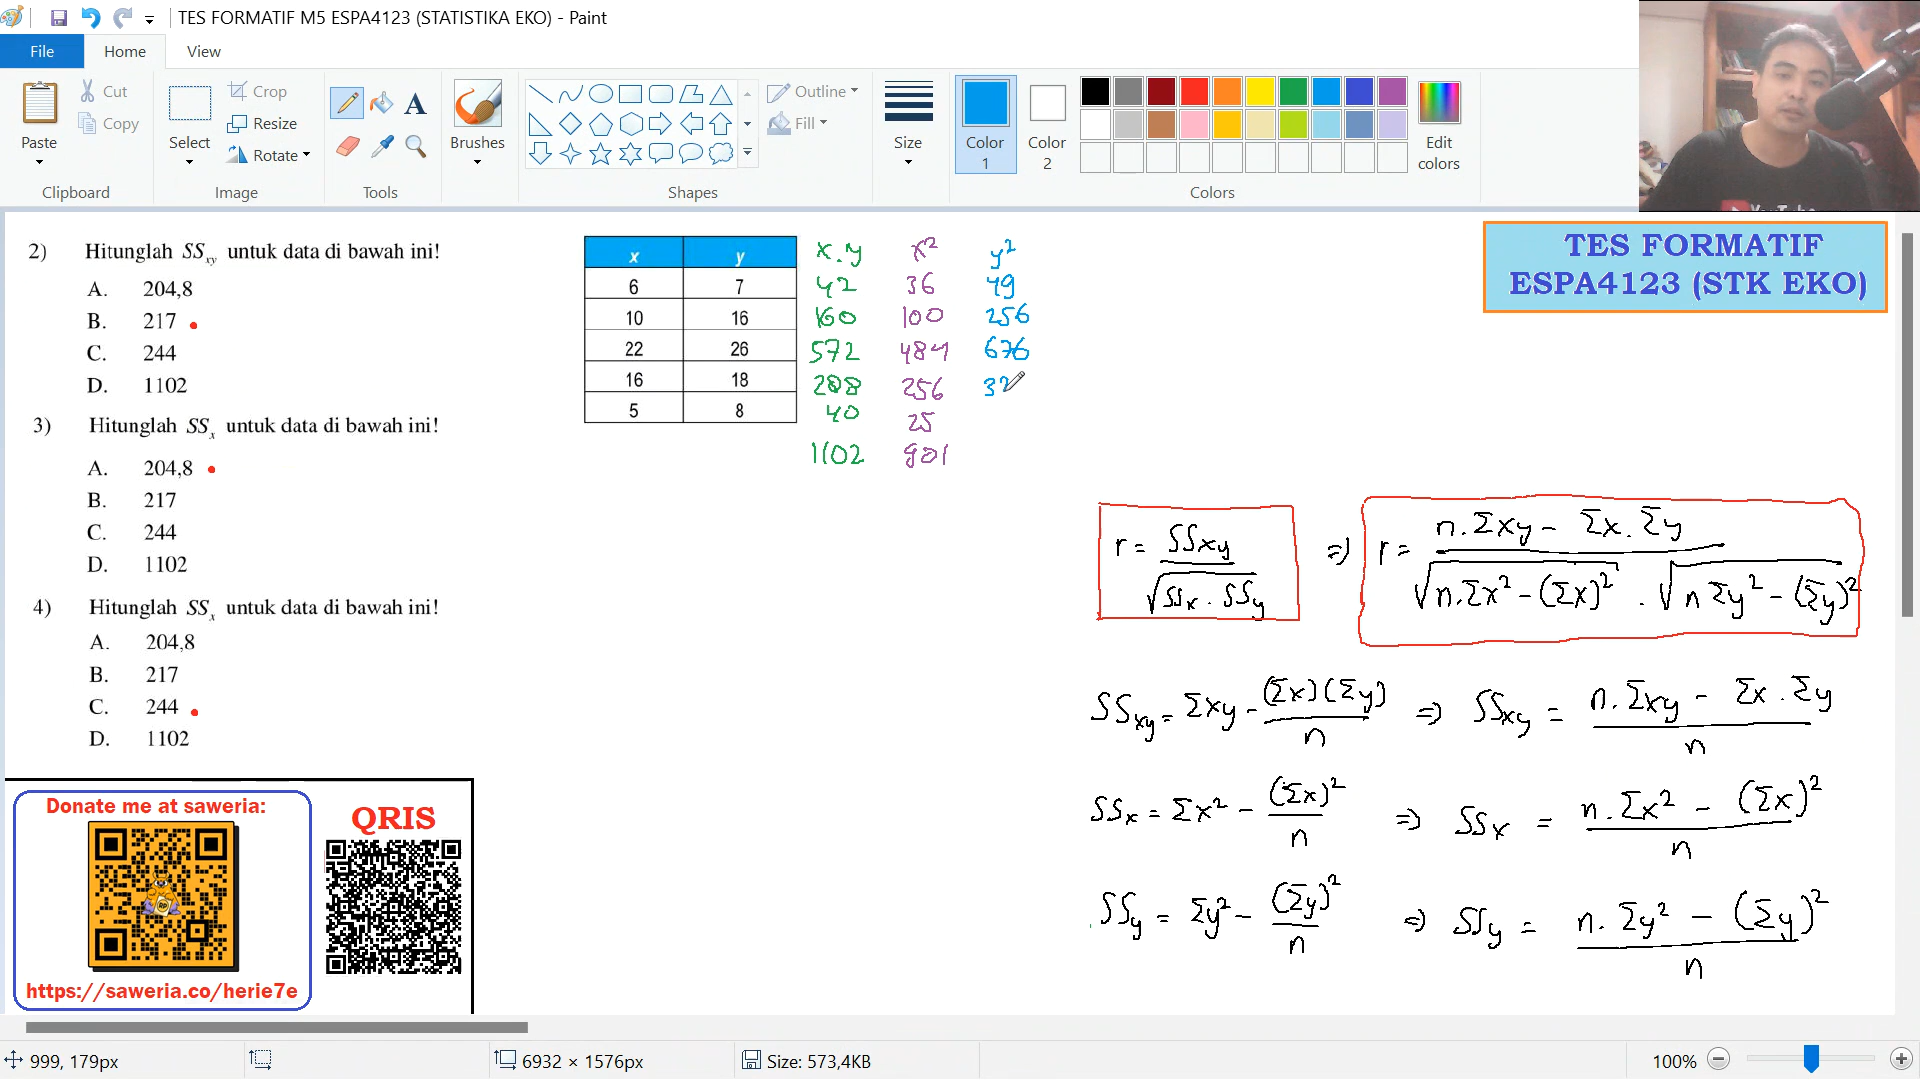 TES FORMATIF M5 ESPA4123 (STATISTIKA EKO) - Paint
File Home View
Paste
Cut
Copy
Clipboard
Select
Crop
Resize
Rotate
Image
A
Tools
Brushes
Outline
Fill
Shapes
Size
Color 1
Color 2
Edit colors
Colors
TES FORMATIF
ESPA4123 (STK EKO)
2) Hitunglah SSxy untuk data di bawah ini!
A. 204,8
B. 217
C. 244
D. 1102
3) Hitunglah SSx untuk data di bawah ini!
A. 204,8
B. 217
C. 244
D. 1102
4) Hitunglah SSx untuk data di bawah ini!
A. 204,8
B. 217
C. 244
D. 1102
x y x.y x² y²
6 7 42 36 49
10 16 160 100 256
22 26 572 484 676
16 18 288 256 32
5 8 40 25
1102 901
r = SSxy / √SSx . SSy ⇒ r = n.Σxy - Σx.Σy / √n.Σx² - (Σx)² . √n Σy² - (Σy)²
SSxy = Σxy - (Σx)(Σy) / n ⇒ SSxy = n.Σxy - Σx.Σy / n
SSx = Σx² - (Σx)² / n ⇒ SSx = n.Σx² - (Σx)² / n
SSy = Σy² - (Σy)² / n ⇒ SSy = n.Σy² - (Σy)² / n
Donate me at saweria:
https://saweria.co/herie7e
QRIS
999, 179px
6932 × 1576px
Size: 573,4KB
100%